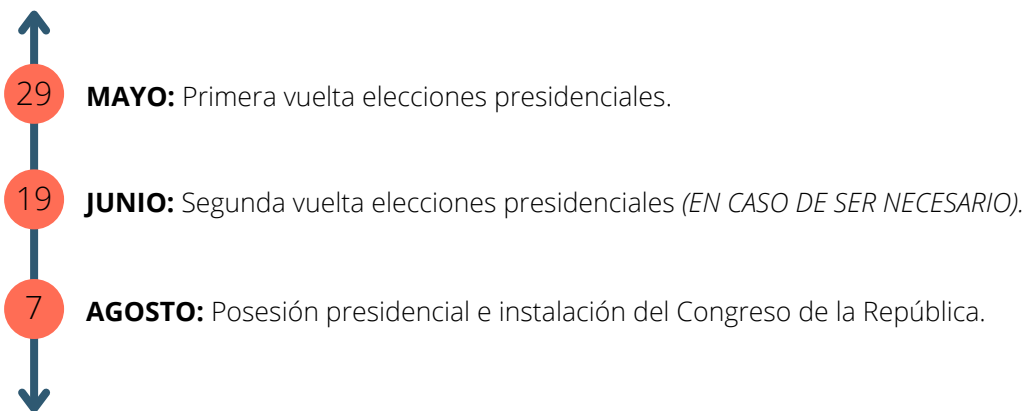 29 MAYO: Primera vuelta elecciones presidenciales.
19 JUNIO: Segunda vuelta elecciones presidenciales (EN CASO DE SER NECESARIO).
7 AGOSTO: Posesión presidencial e instalación del Congreso de la República.